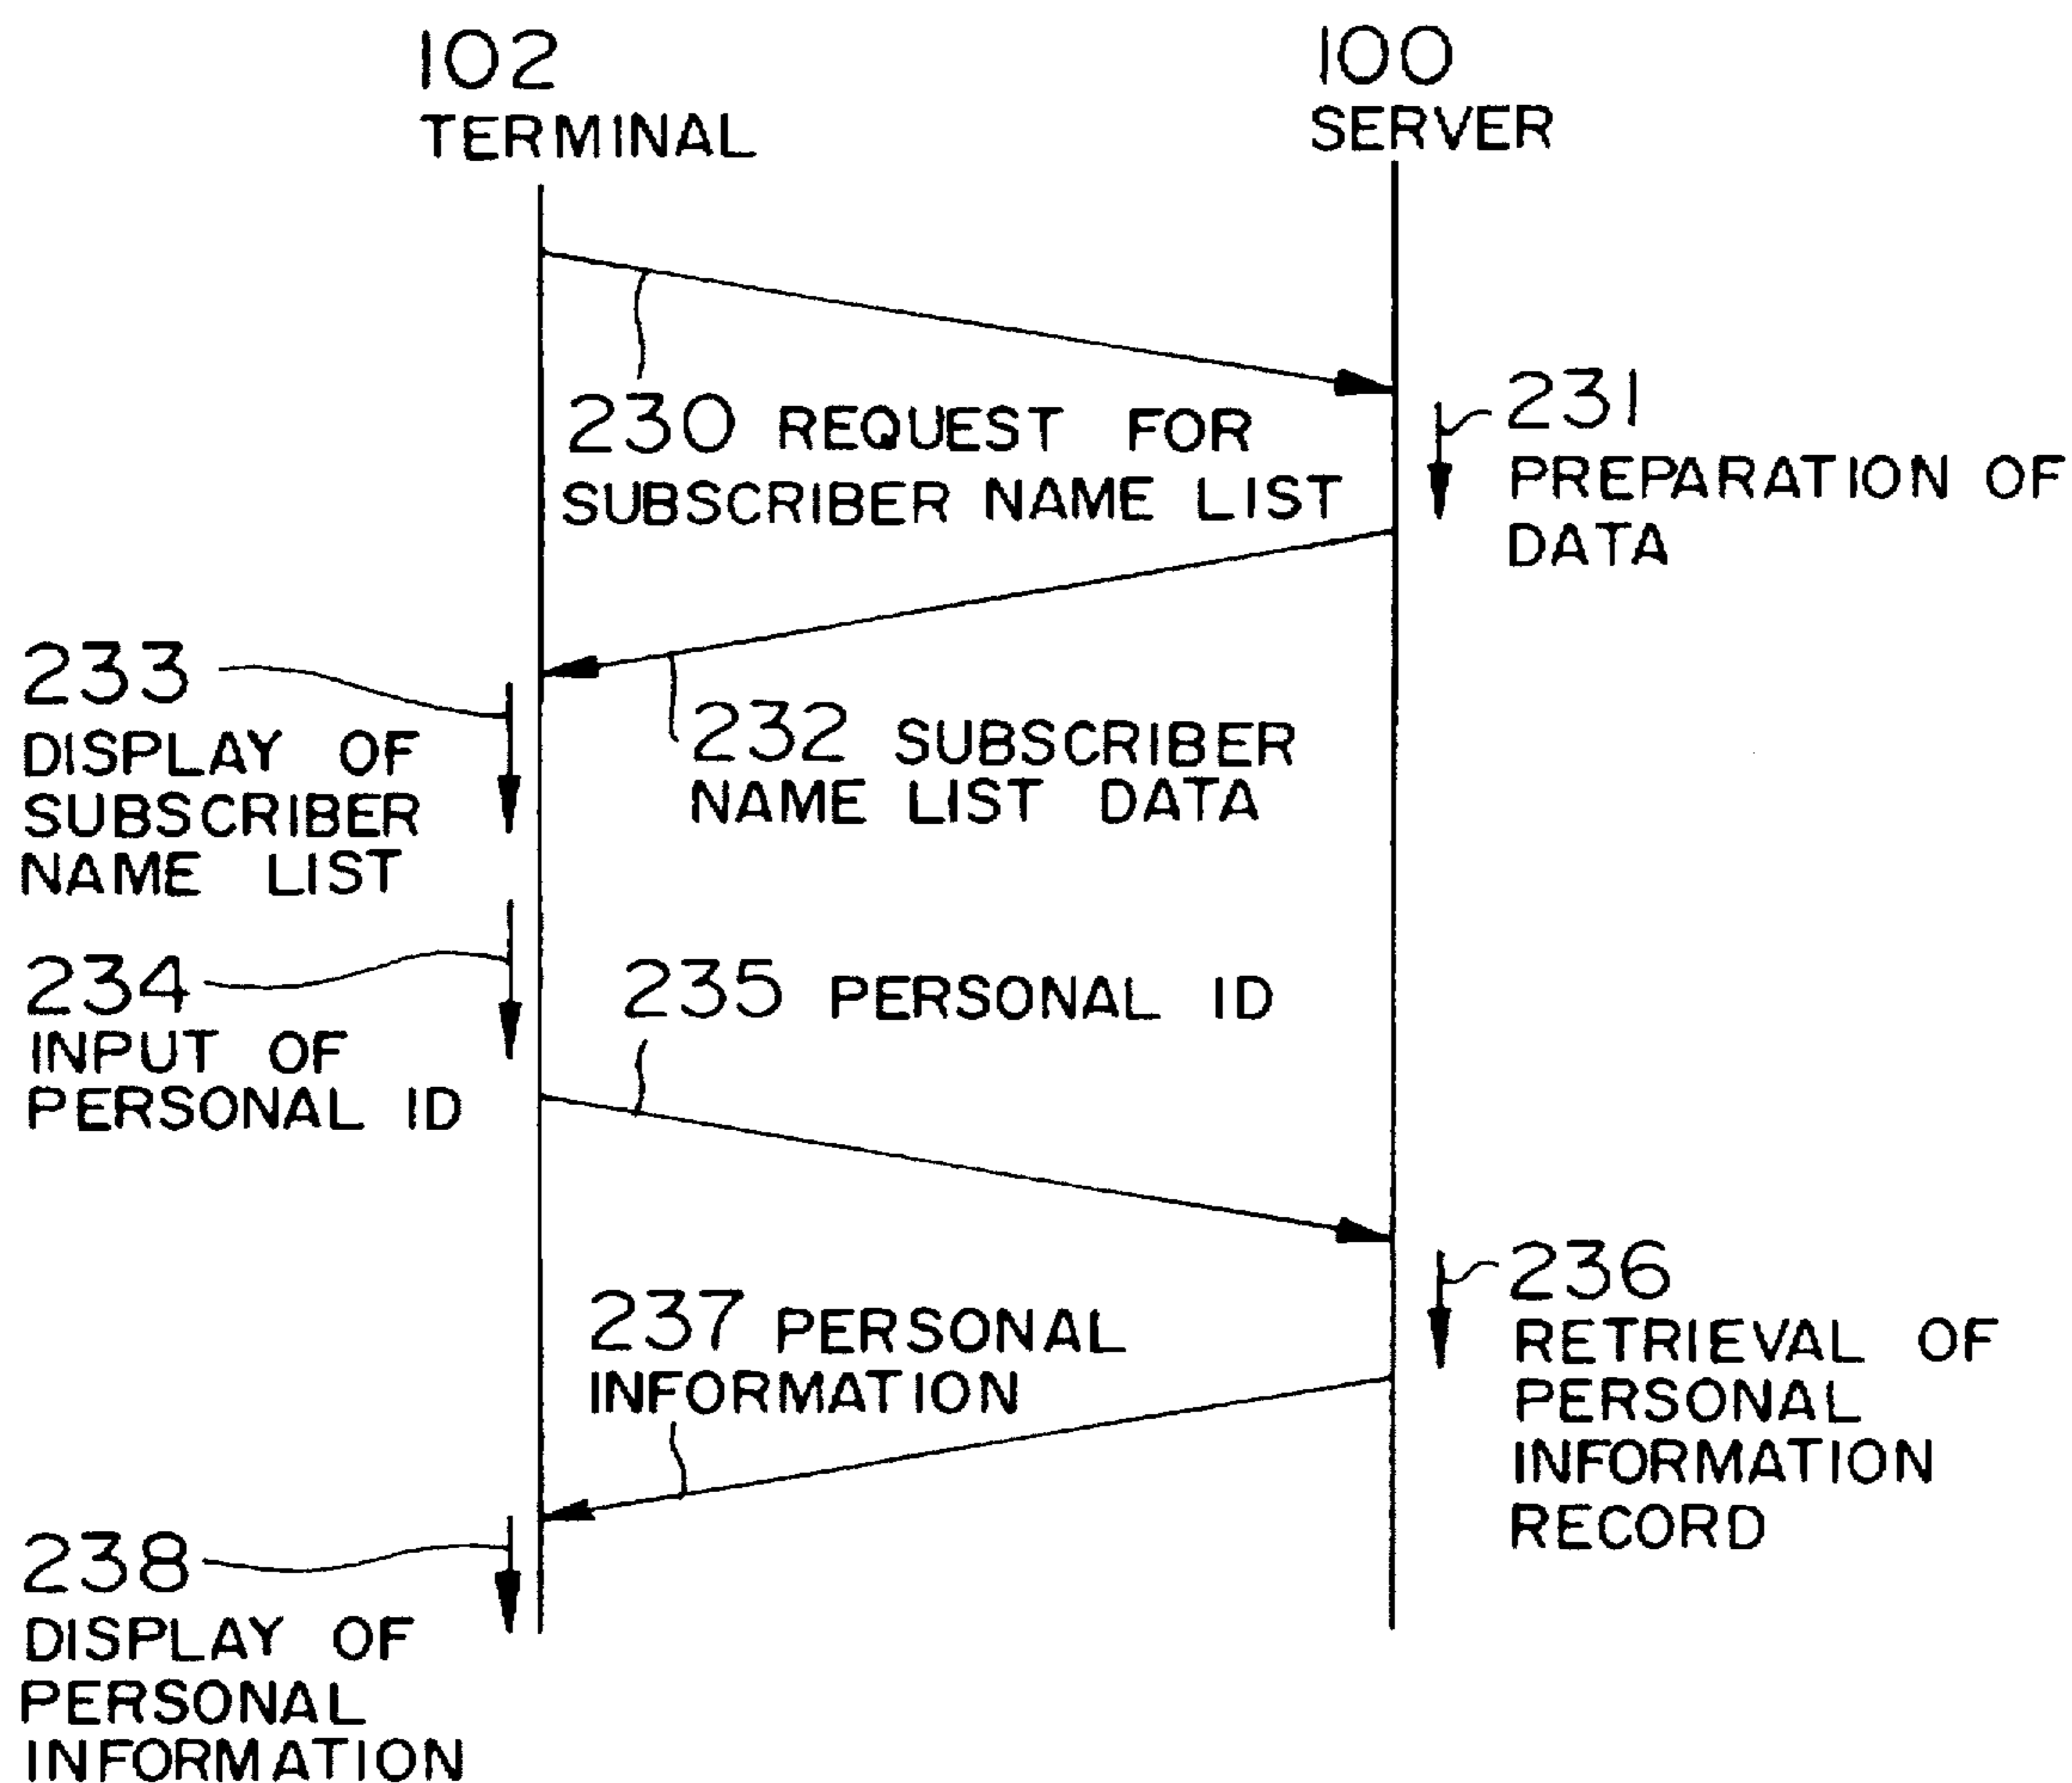 102
TERMINAL
100
SERVER
230 REQUEST FOR
SUBSCRIBER NAME LIST
231
PREPARATION OF
DATA
232 SUBSCRIBER
NAME LIST DATA
233
DISPLAY OF
SUBSCRIBER
NAME LIST
234
INPUT OF
PERSONAL ID
235 PERSONAL ID
236
RETRIEVAL OF
PERSONAL
INFORMATION
RECORD
237 PERSONAL
INFORMATION
238
DISPLAY OF
PERSONAL
INFORMATION